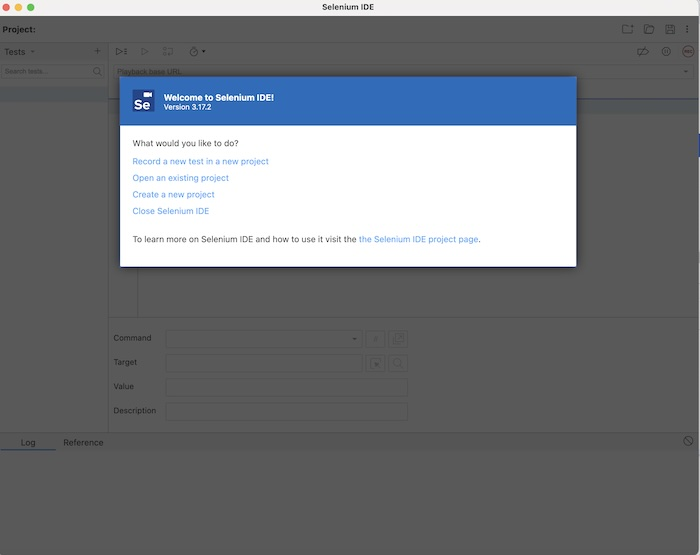 Selenium IDE
Project:
Tests
Search tests...
Playback base URL
Se
Welcome to Selenium IDE!
Version 3.17.2
What would you like to do?
Record a new test in a new project
Open an existing project
Create a new project
Close Selenium IDE
To learn more on Selenium IDE and how to use it visit the the Selenium IDE project page.
Command
Target
Value
Description
Log Reference